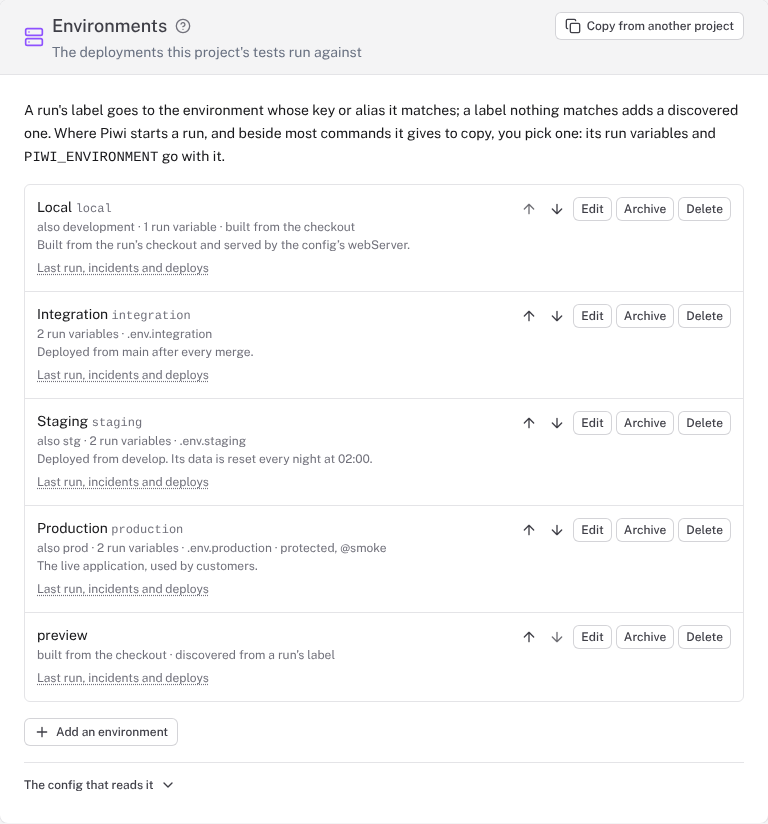 Environments
Copy from another project
The deployments this project's tests run against
A run's label goes to the environment whose key or alias it matches; a label nothing matches adds a discovered
one. Where Piwi starts a run, and beside most commands it gives to copy, you pick one: its run variables and
PIWI_ENVIRONMENT go with it.
Local local
Edit Archive Delete
also development · 1 run variable · built from the checkout
Built from the run's checkout and served by the config's webServer.
Last run, incidents and deploys
Integration integration
Edit Archive Delete
2 run variables · .env.integration
Deployed from main after every merge.
Last run, incidents and deploys
Staging staging
Edit Archive Delete
also stg · 2 run variables · .env.staging
Deployed from develop. Its data is reset every night at 02:00.
Last run, incidents and deploys
Production production
Edit Archive Delete
also prod · 2 run variables · .env.production · protected, @smoke
The live application, used by customers.
Last run, incidents and deploys
preview
Edit Archive Delete
built from the checkout · discovered from a run's label
Last run, incidents and deploys
Add an environment
The config that reads it